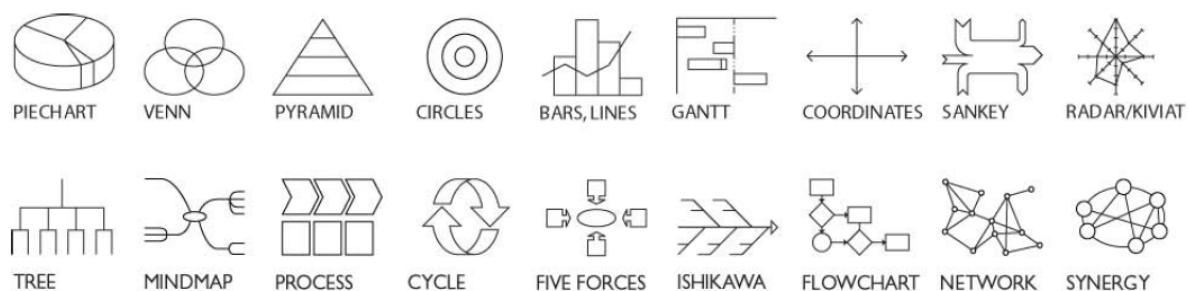 PIECHART VENN PYRAMID CIRCLES BARS, LINES GANTT COORDINATES SANKEY RADAR/KIVIAT
TREE MINDMAP PROCESS CYCLE FIVE FORCES ISHIKAWA FLOWCHART NETWORK SYNERGY